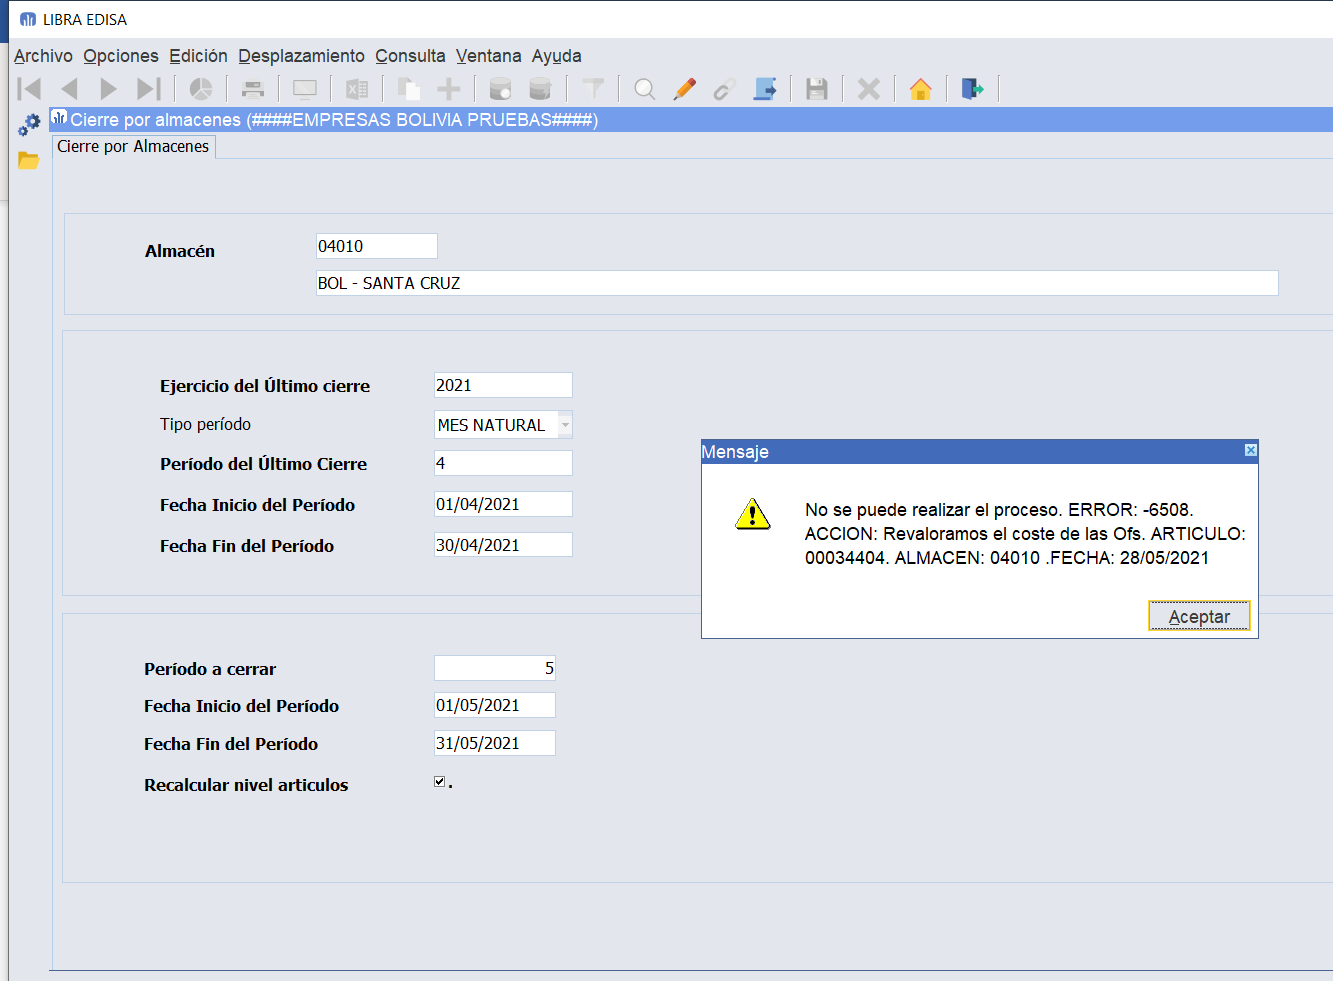 LIBRA EDISA
Archivo Opciones Edición Desplazamiento Consulta Ventana Ayuda
Cierre por almacenes (####EMPRESAS BOLIVIA PRUEBAS####)
Cierre por Almacenes
Almacén 04010
BOL - SANTA CRUZ
Ejercicio del Último cierre 2021
Tipo período MES NATURAL
Período del Último Cierre 4
Fecha Inicio del Período 01/04/2021
Fecha Fin del Período 30/04/2021
Mensaje
No se puede realizar el proceso. ERROR: -6508.
ACCION: Revaloramos el coste de las Ofs. ARTICULO:
00034404. ALMACEN: 04010 .FECHA: 28/05/2021
Aceptar
Período a cerrar 5
Fecha Inicio del Período 01/05/2021
Fecha Fin del Período 31/05/2021
Recalcular nivel articulos .